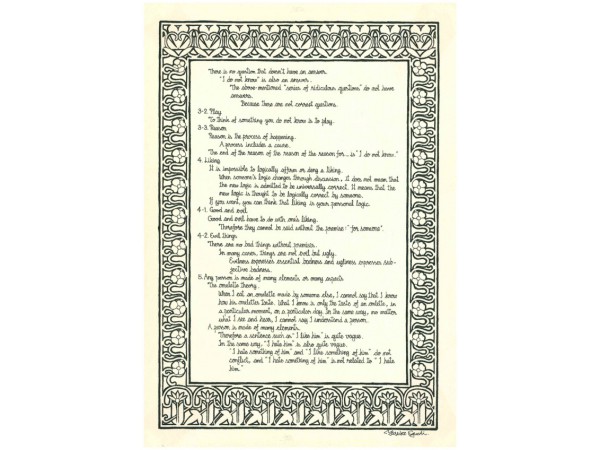 There is no question that doesn't have an answer.
"I do not know" is also an answer.
The above-mentioned "series of ridiculous questions" do not have
answers.
Because these are not correct questions.
3-2. Play
To think of something you do not know is to play.
3-3. Reason
Reason is the process of happening.
A process includes a cause.
The end of the reason of the reason of the reason for.... is "I do not know."
4. Liking
It is impossible to logically affirm or deny a liking.
When someone's logic changes through discussion, it does not mean that
the new logic is admitted to be universally correct. It means that the
new logic is thought to be logically correct by someone.
If you want, you can think that liking is your personal logic.
4-1. Good and evil
Good and evil have to do with one's liking.
Therefore they cannot be said without the premise: "for someone".
4-2. Evil things
There are no bad things without premises.
In many cases, things are not evil but ugly.
Evilness expresses essential badness and ugliness expresses sub-
jective badness.
5. Any person is made of many elements or many aspects
The omelette theory.
When I eat an omelette made by someone else, I cannot say that I know
how his omelettes taste. What I know is only the taste of an omelette, in
a particular moment, on a particular day. In the same way, no matter
what I see and hear, I cannot say I understand a person.
A person is made of many elements.
Therefore a sentence such as "I like him" is quite vague.
In the same way, "I hate him" is also quite vague.
"I hate something of him" and "I like something of him" do not
conflict, and "I hate something of him" is not related to "I hate
him."